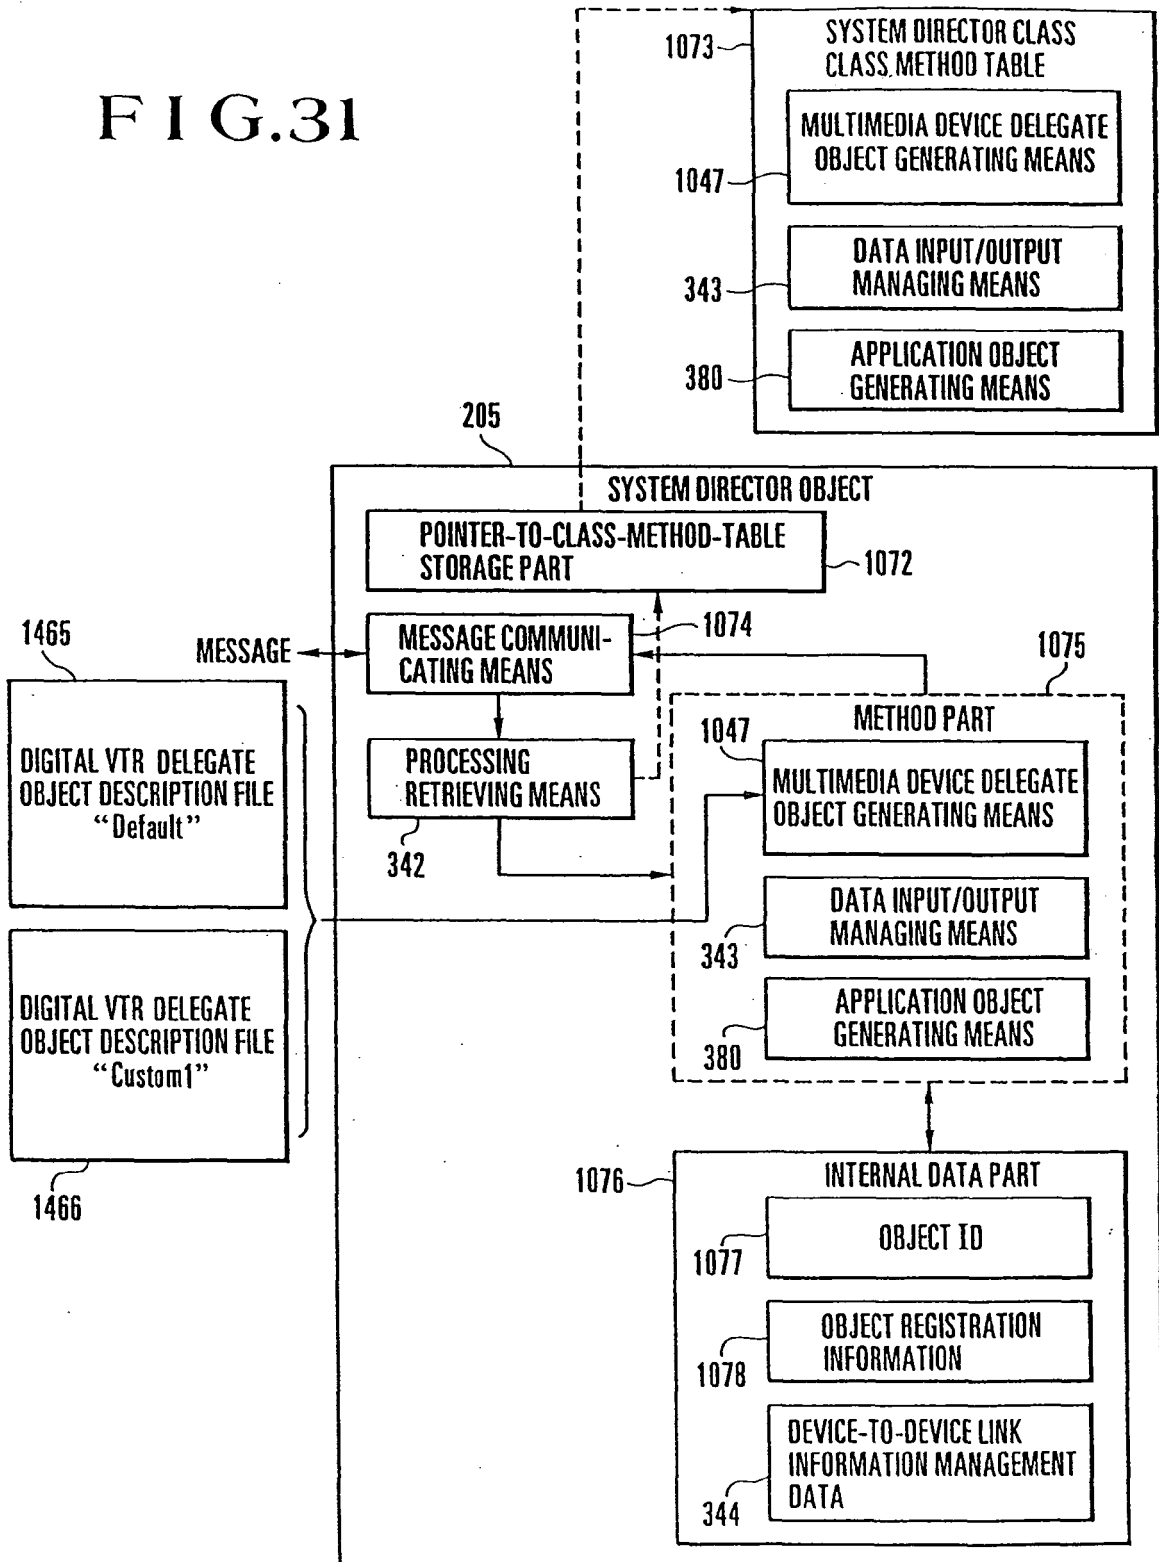 FIG.31
1073
SYSTEM DIRECTOR CLASS
CLASS METHOD TABLE
MULTIMEDIA DEVICE DELEGATE
OBJECT GENERATING MEANS
1047
DATA INPUT/OUTPUT
MANAGING MEANS
343
APPLICATION OBJECT
GENERATING MEANS
380
205
SYSTEM DIRECTOR OBJECT
POINTER-TO-CLASS-METHOD-TABLE
STORAGE PART
1072
MESSAGE
MESSAGE COMMUNI-
CATING MEANS
1074
PROCESSING
RETRIEVING MEANS
342
1465
DIGITAL VTR DELEGATE
OBJECT DESCRIPTION FILE
“Default”
DIGITAL VTR DELEGATE
OBJECT DESCRIPTION FILE
“Custom1”
1466
1075
METHOD PART
1047
MULTIMEDIA DEVICE DELEGATE
OBJECT GENERATING MEANS
DATA INPUT/OUTPUT
MANAGING MEANS
343
APPLICATION OBJECT
GENERATING MEANS
380
1076
INTERNAL DATA PART
OBJECT ID
1077
OBJECT REGISTRATION
INFORMATION
1078
DEVICE-TO-DEVICE LINK
INFORMATION MANAGEMENT
DATA
344